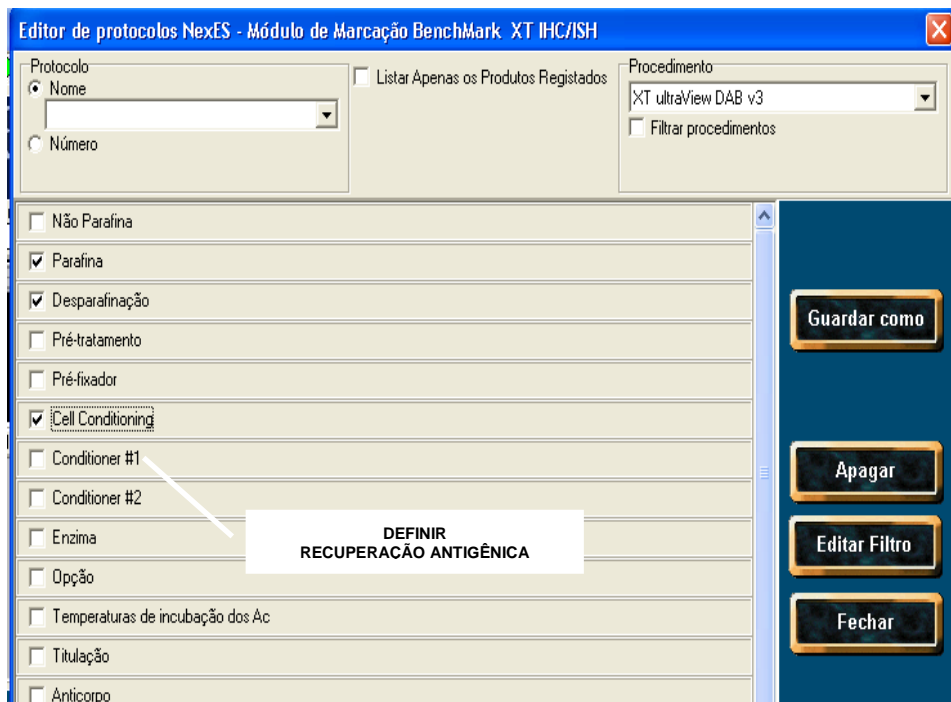 Editor de protocolos NexES - Módulo de Marcação BenchMark XT IHC/ISH
Protocolo
Nome
Número
Listar Apenas os Produtos Registados
Procedimento
XT ultraView DAB v3
Filtrar procedimentos
Não Parafina
Parafina
Desparafinação
Pré-tratamento
Pré-fixador
Cell Conditioning
Conditioner #1
Conditioner #2
Enzima
Opção
Temperaturas de incubação dos Ac
Titulação
Anticorpo
DEFINIR
RECUPERAÇÃO ANTIGÊNICA
Guardar como
Apagar
Editar Filtro
Fechar